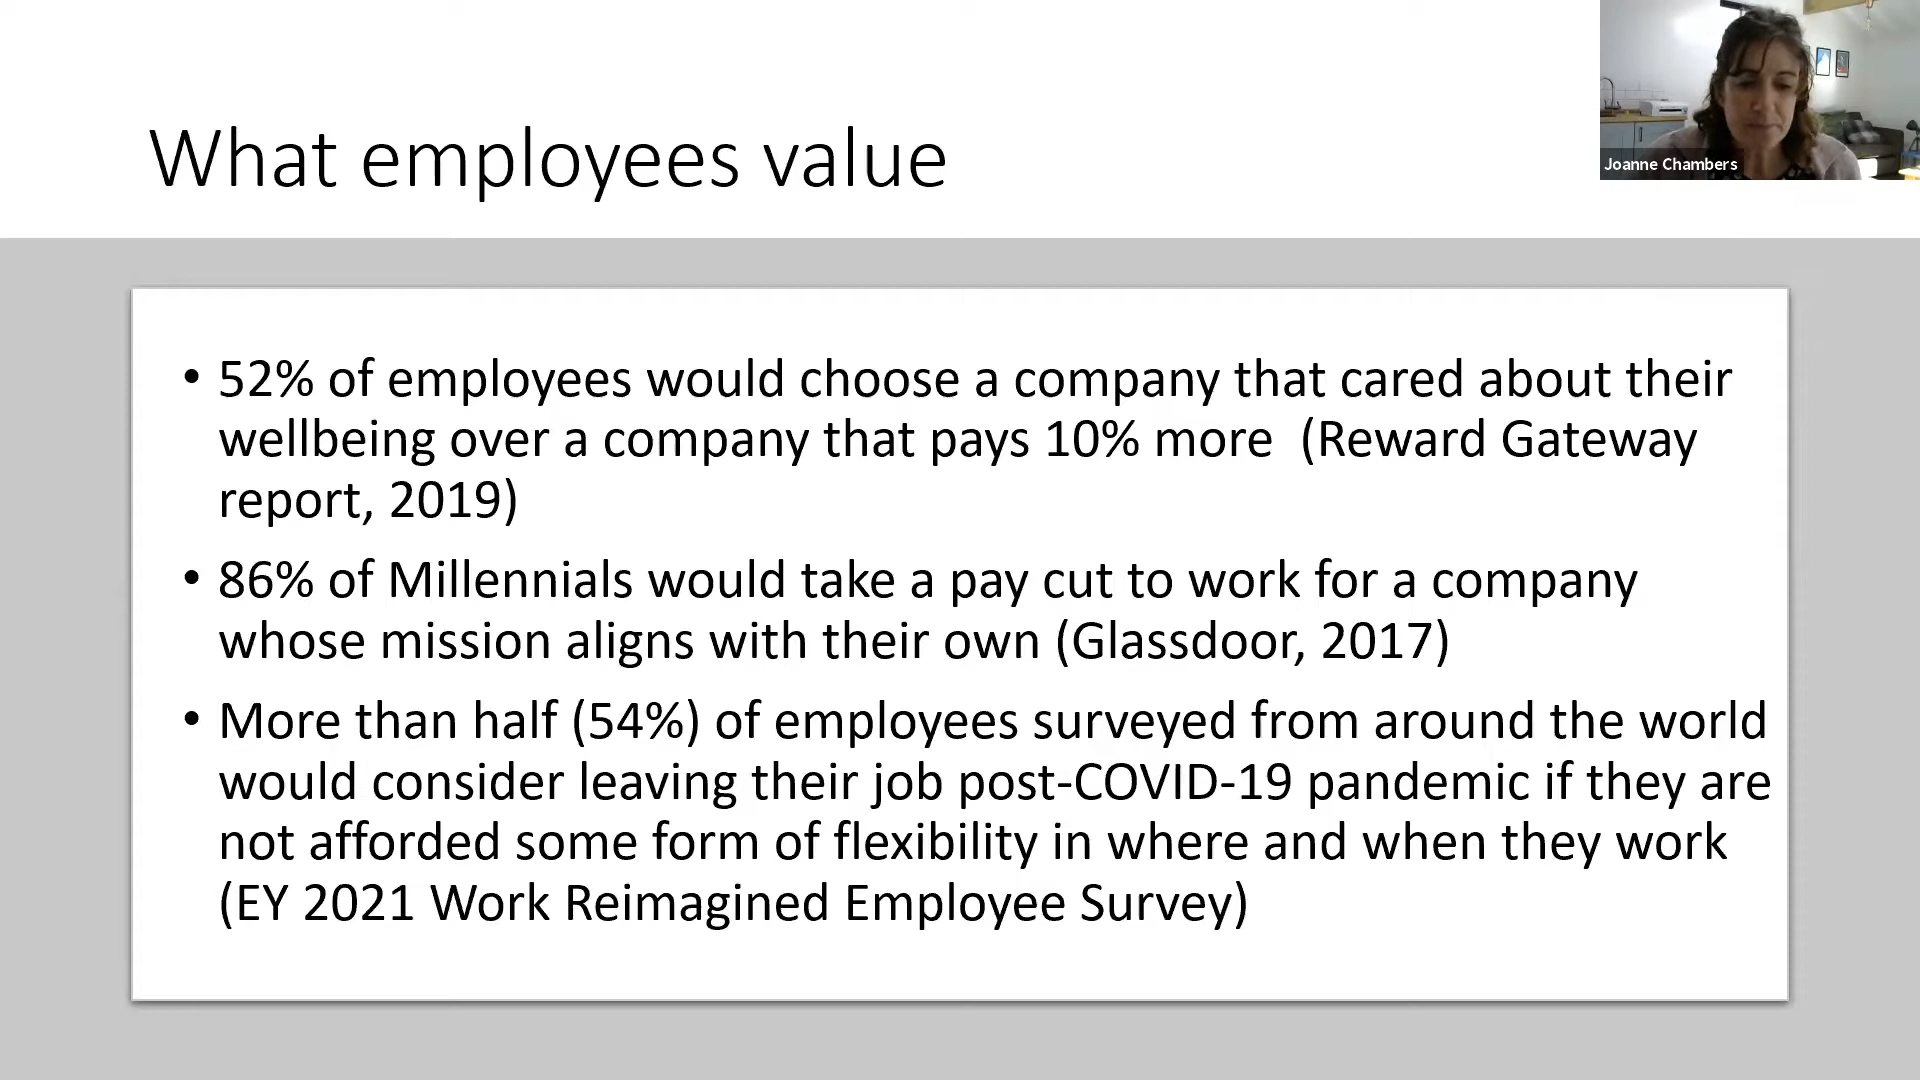 What employees value
Joanne Chambers
• 52% of employees would choose a company that cared about their
wellbeing over a company that pays 10% more  (Reward Gateway
report, 2019)
• 86% of Millennials would take a pay cut to work for a company
whose mission aligns with their own (Glassdoor, 2017)
• More than half (54%) of employees surveyed from around the world
would consider leaving their job post-COVID-19 pandemic if they are
not afforded some form of flexibility in where and when they work
(EY 2021 Work Reimagined Employee Survey)